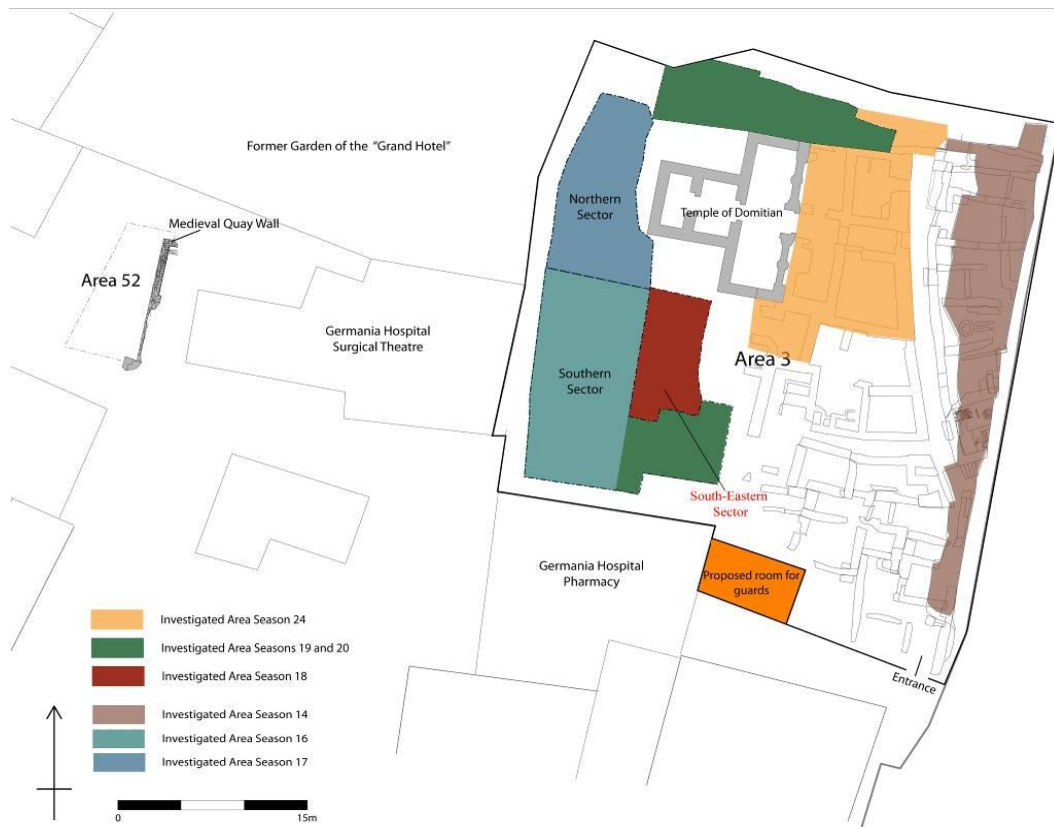 Former Garden of the "Grand Hotel"
Medieval Quay Wall
Area 52
Germania Hospital
Surgical Theatre
Northern
Sector
Temple of Domitian
Southern
Sector
Area 3
South-Eastern
Sector
Germania Hospital
Pharmacy
Proposed room for
guards
Entrance
Investigated Area Season 24
Investigated Area Seasons 19 and 20
Investigated Area Season 18
Investigated Area Season 14
Investigated Area Season 16
Investigated Area Season 17
0
15m